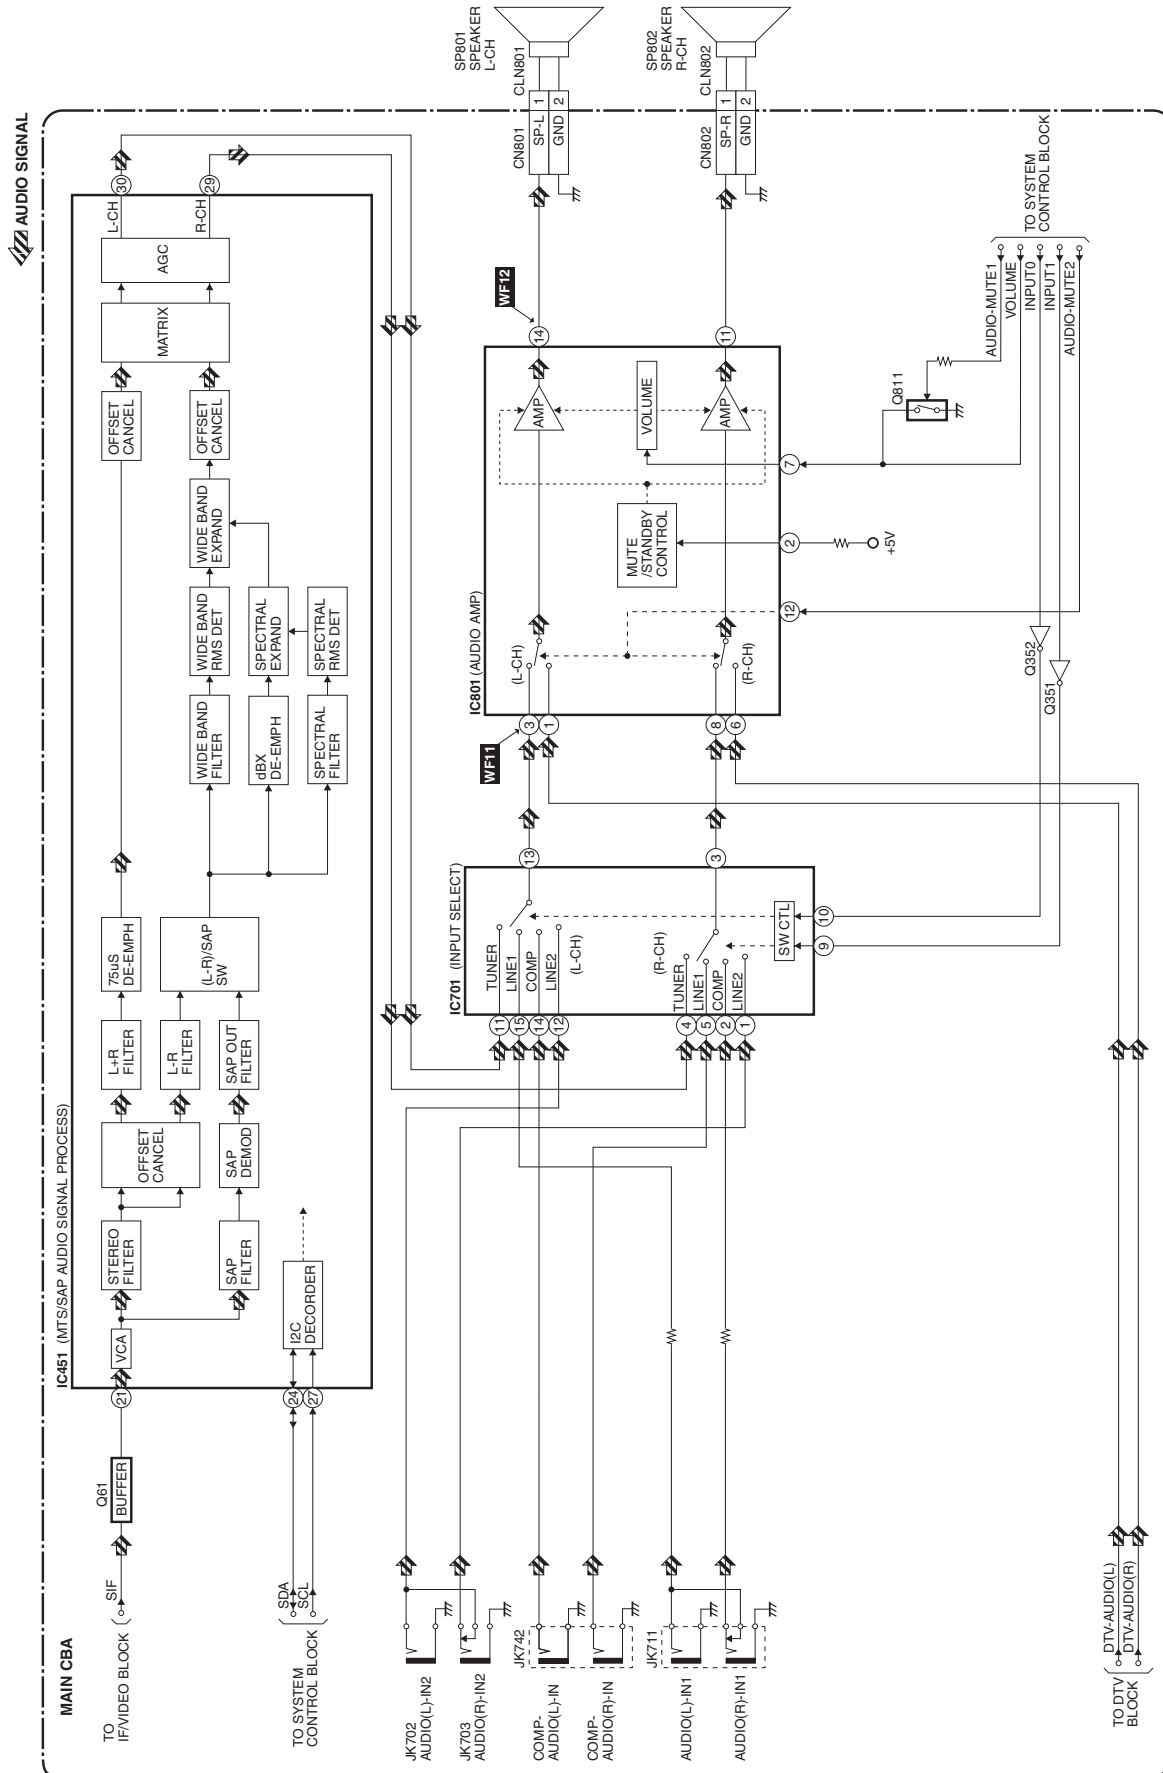 AUDIO SIGNAL
MAIN CBA
TO
IF/VIDEO BLOCK
SIF
Q61
BUFFER
21
IC451 (MTS/SAP AUDIO SIGNAL PROCESS)
VCA
STEREO
FILTER
OFFSET
CANCEL
L+R
FILTER
75uS
DE-EMPH
OFFSET
CANCEL
MATRIX
AGC
L-CH
30
R-CH
29
L-R
FILTER
(L-R)/SAP
SW
SAP
FILTER
SAP
DEMOD
SAP OUT
FILTER
WIDE BAND
FILTER
WIDE BAND
RMS DET
WIDE BAND
EXPAND
OFFSET
CANCEL
dBX
DE-EMPH
SPECTRAL
EXPAND
SPECTRAL
FILTER
SPECTRAL
RMS DET
TO SYSTEM
CONTROL BLOCK
SDA
SCL
24
27
I2C
DECORDER
JK702
AUDIO(L)-IN2
JK703
AUDIO(R)-IN2
JK742
COMP-
AUDIO(L)-IN
COMP-
AUDIO(R)-IN
JK711
AUDIO(L)-IN1
AUDIO(R)-IN1
TO DTV
BLOCK
DTV-AUDIO(L)
DTV-AUDIO(R)
IC701 (INPUT SELECT)
11
TUNER
15
LINE1
14
COMP
12
LINE2
(L-CH)
13
(R-CH)
4
TUNER
5
LINE1
2
COMP
1
LINE2
3
SW CTL
9
10
WF11
IC801 (AUDIO AMP)
3
1
(L-CH)
8
6
(R-CH)
MUTE
/STANDBY
CONTROL
VOLUME
AMP
AMP
12
2
7
+5V
14
WF12
11
Q352
Q351
Q811
AUDIO-MUTE1
VOLUME
INPUT0
INPUT1
AUDIO-MUTE2
TO SYSTEM
CONTROL BLOCK
CN801
SP-L
GND
1
2
CLN801
SP801
SPEAKER
L-CH
CN802
SP-R
GND
1
2
CLN802
SP802
SPEAKER
R-CH